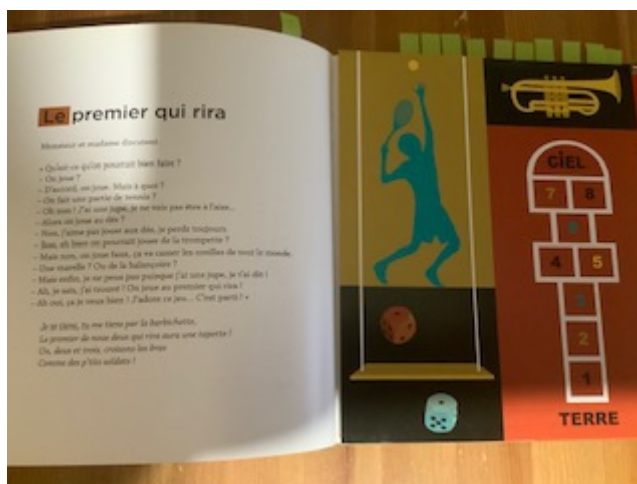 Le premier qui rira
Monsieur et madame discutent
« Qu'est-ce qu'on pourrait bien faire ?
– On joue ?
– D'accord, on joue. Mais à quoi ?
– On fait une partie de tennis ?
– Oh non ! J'ai une jupe, je ne vais pas être à l'aise...
– Alors on joue au dés ?
– Non, j'aime pas jouer aux dés, je perds toujours.
– Bon, eh bien on pourrait jouer de la trompette ?
– Mais non, on joue faux, ça va casser les oreilles de tout le monde.
– Une marelle ? Ou de la balançoire ?
– Mais enfin, je ne peux pas puisque j'ai une jupe, je t'ai dit !
– Ah, je sais, j'ai trouvé ! On joue au premier qui rira !
– Ah oui, ça je veux bien ! J'adore ce jeu... C'est parti ! »
Je te tiens, tu me tiens par la barbichette,
Le premier de nous deux qui rira aura une tapette !
Un, deux et trois, croisons les bras
Comme des p'tits soldats !
CiEL
7 8
6
4 5
3
2
1
TERRE